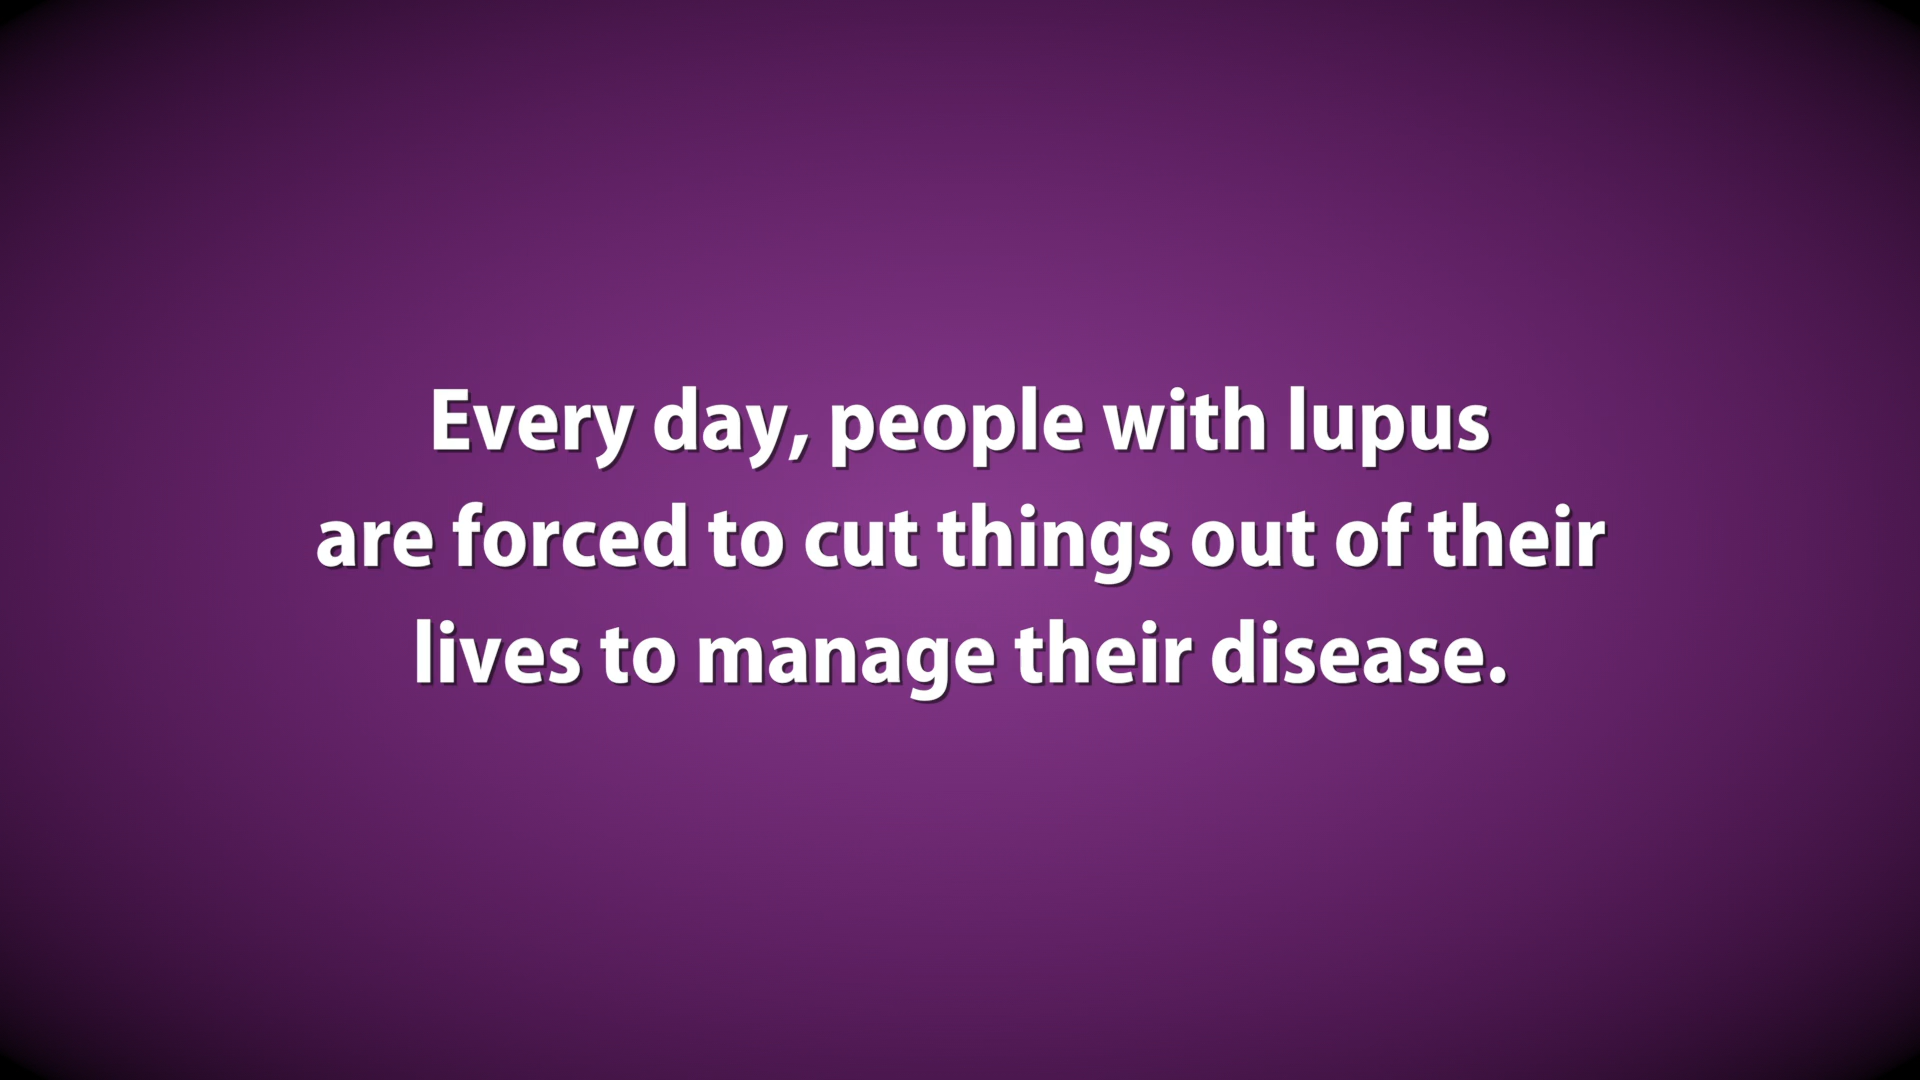 Every day, people with lupus
are forced to cut things out of their
lives to manage their disease.